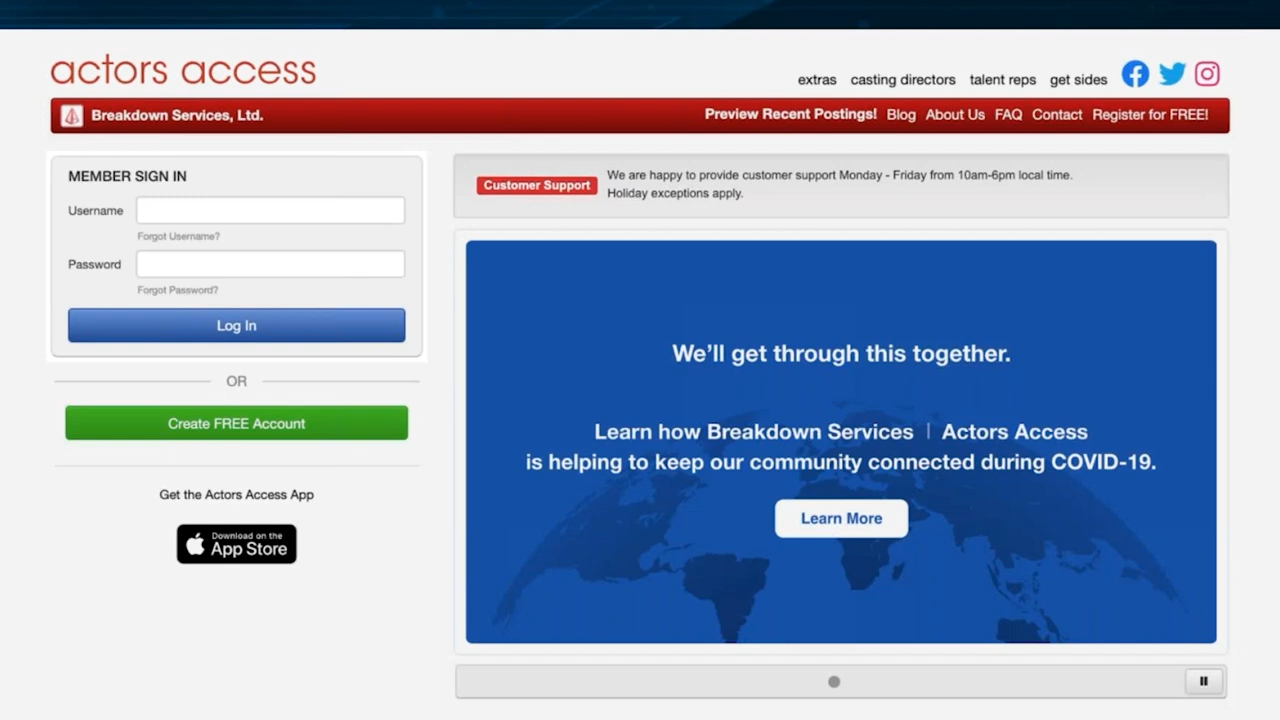 actors access
extras casting directors talent reps get sides
Breakdown Services, Ltd.
Preview Recent Postings! Blog About Us FAQ Contact Register for FREE!
MEMBER SIGN IN
Username
Forgot Username?
Password
Forgot Password?
Log In
OR
Create FREE Account
Get the Actors Access App
Download on the
App Store
Customer Support
We are happy to provide customer support Monday - Friday from 10am-6pm local time.
Holiday exceptions apply.
We'll get through this together.
Learn how Breakdown Services | Actors Access
is helping to keep our community connected during COVID-19.
Learn More